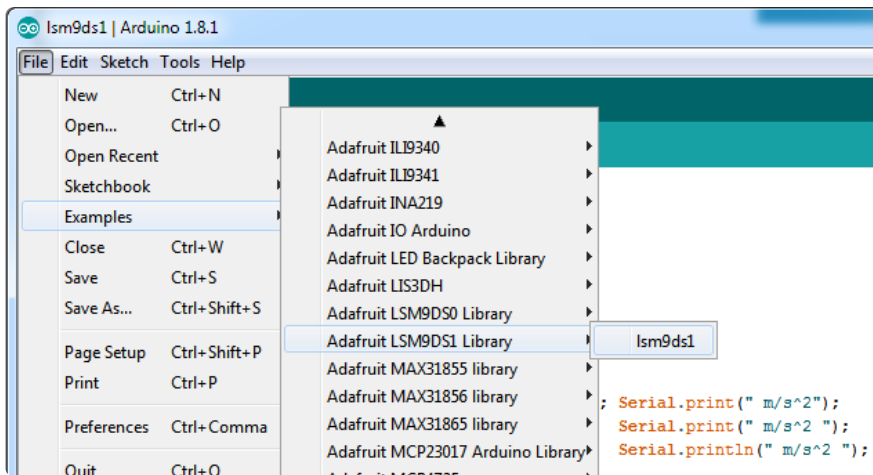 lsm9ds1 | Arduino 1.8.1
File Edit Sketch Tools Help
New Ctrl+N
Open... Ctrl+O
Open Recent
Sketchbook
Examples
Close Ctrl+W
Save Ctrl+S
Save As... Ctrl+Shift+S
Page Setup Ctrl+Shift+P
Print Ctrl+P
Preferences Ctrl+Comma
Quit Ctrl+Q
Adafruit ILI9340
Adafruit ILI9341
Adafruit INA219
Adafruit IO Arduino
Adafruit LED Backpack Library
Adafruit LIS3DH
Adafruit LSM9DS0 Library
Adafruit LSM9DS1 Library
Adafruit MAX31855 library
Adafruit MAX31856 library
Adafruit MAX31865 library
Adafruit MCP23017 Arduino Library
lsm9ds1
; Serial.print(" m/s^2");
Serial.print(" m/s^2 ");
Serial.println(" m/s^2 ");